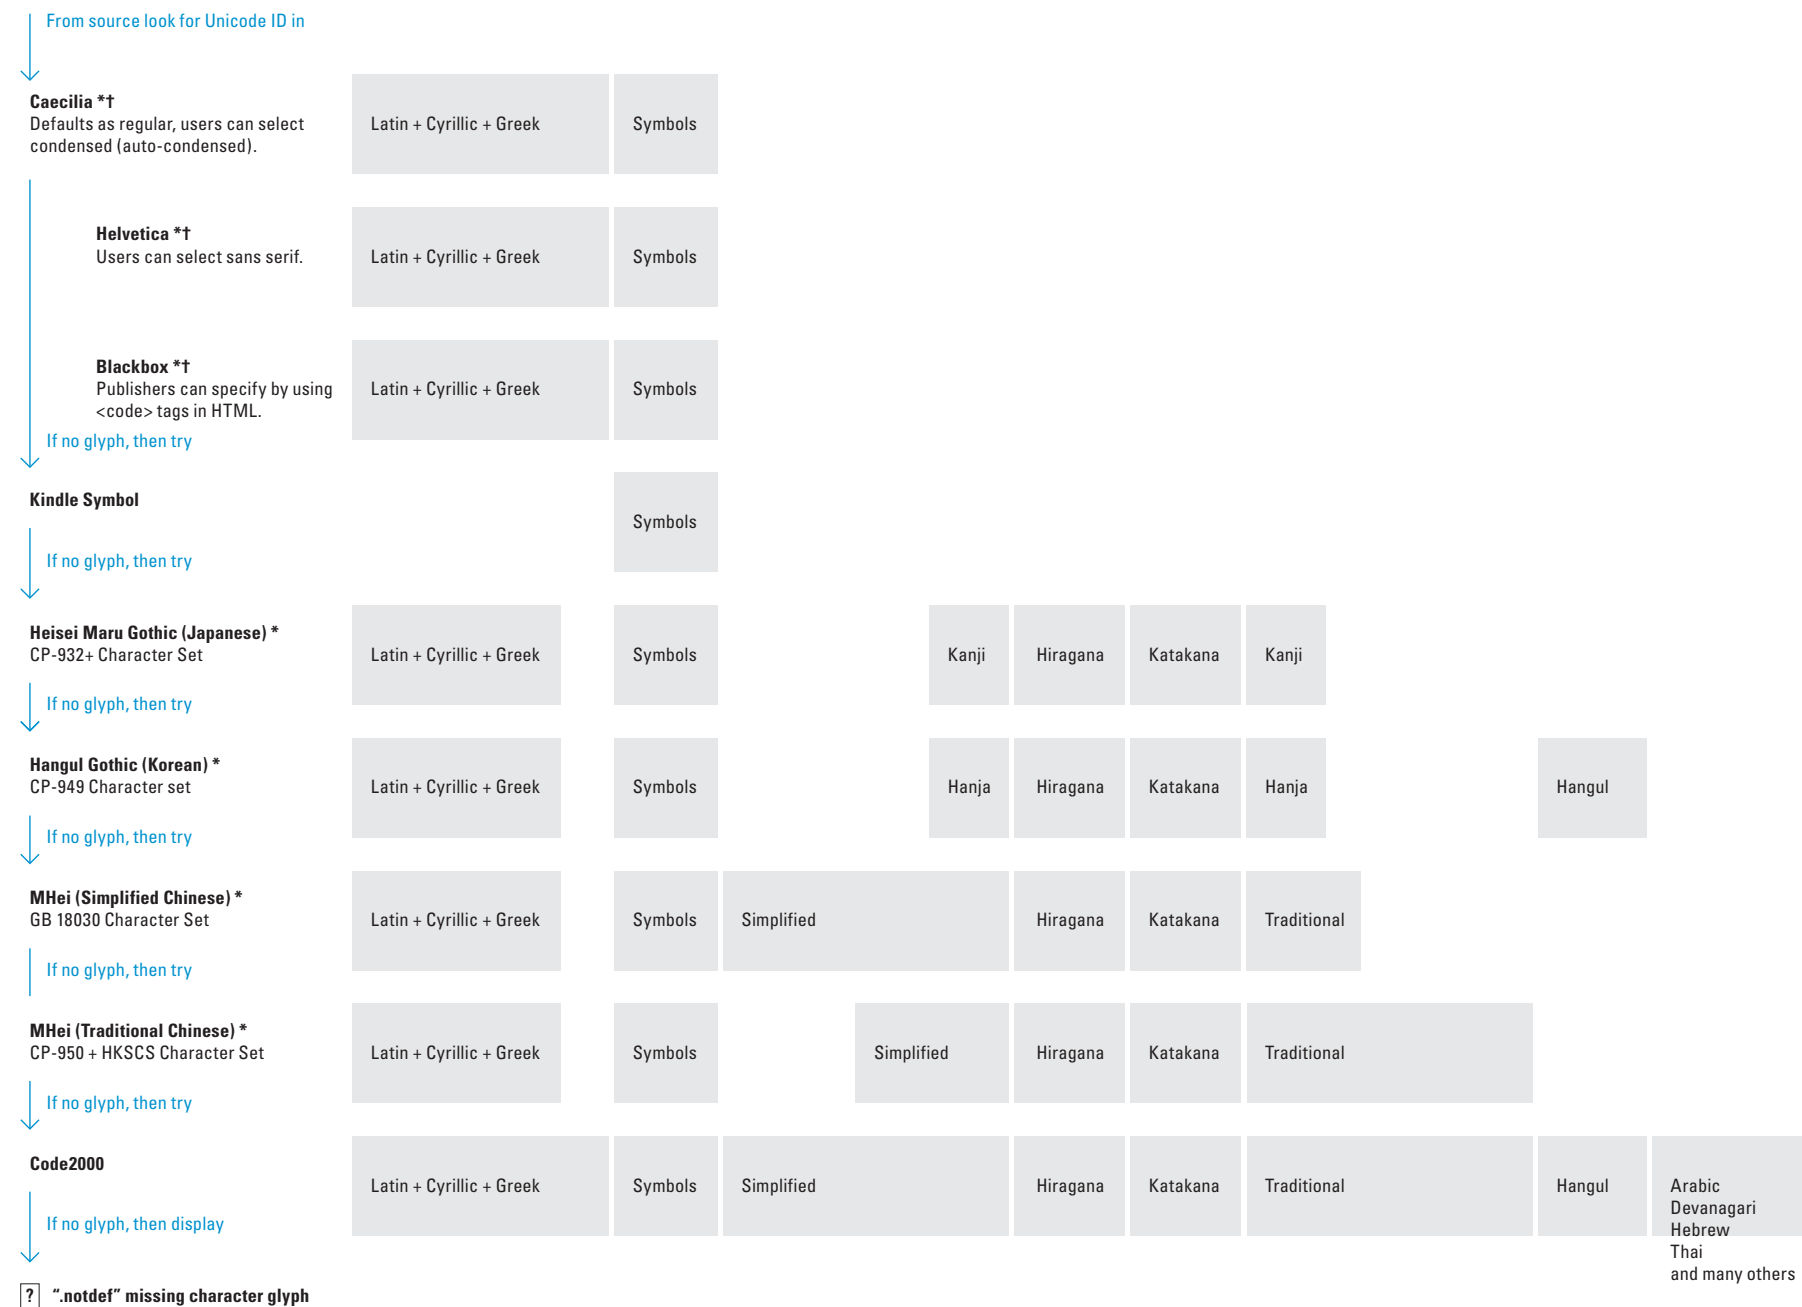 From source look for Unicode ID in
Caecilia *†
Defaults as regular, users can select
condensed (auto-condensed).
Latin + Cyrillic + Greek
Symbols
Helvetica *†
Users can select sans serif.
Latin + Cyrillic + Greek
Symbols
Blackbox *†
Publishers can specify by using
<code> tags in HTML.
Latin + Cyrillic + Greek
Symbols
If no glyph, then try
Kindle Symbol
Symbols
If no glyph, then try
Heisei Maru Gothic (Japanese) *
CP-932+ Character Set
Latin + Cyrillic + Greek
Symbols
Kanji
Hiragana
Katakana
Kanji
If no glyph, then try
Hangul Gothic (Korean) *
CP-949 Character set
Latin + Cyrillic + Greek
Symbols
Hanja
Hiragana
Katakana
Hanja
Hangul
If no glyph, then try
MHei (Simplified Chinese) *
GB 18030 Character Set
Latin + Cyrillic + Greek
Symbols
Simplified
Hiragana
Katakana
Traditional
If no glyph, then try
MHei (Traditional Chinese) *
CP-950 + HKSCS Character Set
Latin + Cyrillic + Greek
Symbols
Simplified
Hiragana
Katakana
Traditional
If no glyph, then try
Code2000
Latin + Cyrillic + Greek
Symbols
Simplified
Hiragana
Katakana
Traditional
Hangul
Arabic
Devanagari
Hebrew
Thai
and many others
If no glyph, then display
? “.notdef” missing character glyph